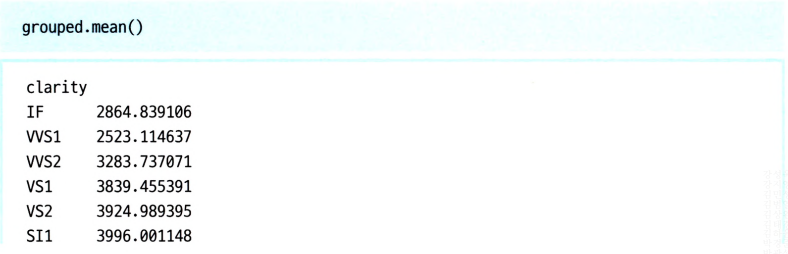 grouped.mean()
clarity
IF 2864.839106
VVS1 2523.114637
VVS2 3283.737071
VS1 3839.455391
VS2 3924.989395
SI1 3996.001148